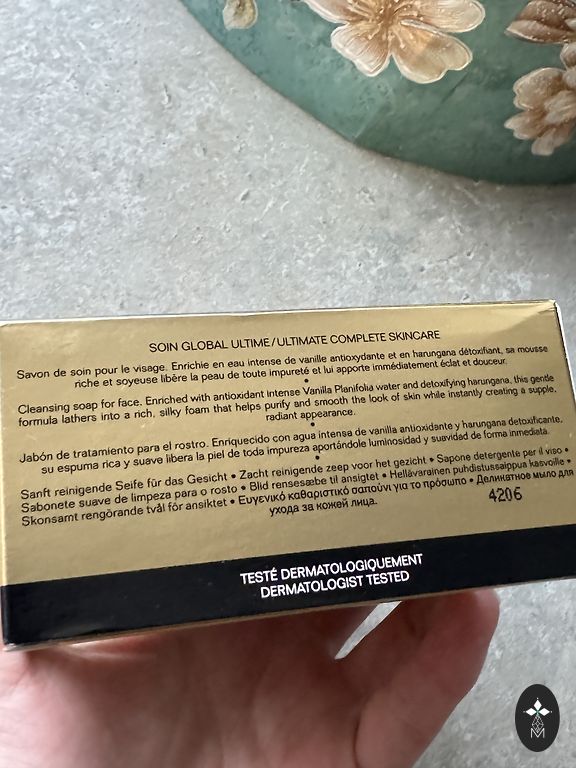 SOIN GLOBAL ULTIME/ULTIMATE COMPLETE SKINCARE
Savon de soin pour le visage. Enrichie en eau intense de vanille antioxydante et en harungana détoxifiant, sa mousse
riche et soyeuse libère la peau de toute impureté et lui apporte immédiatement éclat et douceur.
•
Cleansing soap for face. Enriched with antioxidant intense Vanilla Planifolia water and detoxifying harungana, this gentle
formula lathers into a rich, silky foam that helps purify and smooth the look of skin while instantly creating a supple,
radiant appearance.
•
Jabón de tratamiento para el rostro. Enriquecido con agua intensa de vanilla antioxidante y harungana detoxificante,
su espuma rica y suave libera la piel de toda impureza aportándole luminosidad y suavidad de forma inmediata.
•
Sanft reinigende Seife für das Gesicht • Zacht reinigende zeep voor het gezicht • Sapone detergente per il viso •
Sabonete suave de limpeza para o rosto • Blid rensesæbe til ansigtet • Hellävarainen puhdistussaippua kasvoille •
Skonsamt rengörande tvål för ansiktet • Ευγενικό καθαριστικό σαπούνι για το πρόσωπο • Деликатное мыло для
ухода за кожей лица.
4206
TESTÉ DERMATOLOGIQUEMENT
DERMATOLOGIST TESTED
M